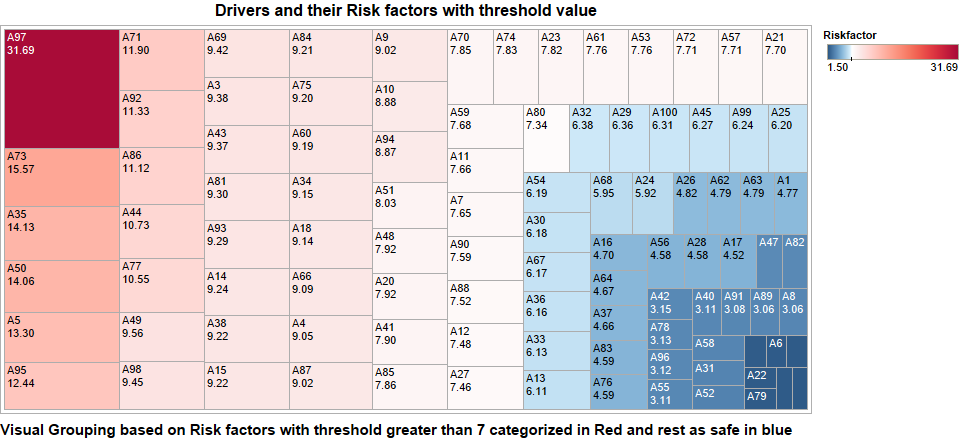 Drivers and their Risk factors with threshold value
A97
31.69
A73
15.57
A35
14.13
A50
14.06
A5
13.30
A95
12.44
A71
11.90
A92
11.33
A86
11.12
A44
10.73
A77
10.55
A49
9.56
A98
9.45
A69
9.42
A3
9.38
A43
9.37
A81
9.30
A93
9.29
A14
9.24
A38
9.22
A15
9.22
A84
9.21
A75
9.20
A60
9.19
A34
9.15
A18
9.14
A66
9.09
A4
9.05
A87
9.02
A9
9.02
A10
8.88
A94
8.87
A51
8.03
A48
7.92
A20
7.92
A41
7.90
A85
7.86
A70
7.85
A74
7.83
A23
7.82
A61
7.76
A53
7.76
A72
7.71
A57
7.71
A21
7.70
A59
7.68
A11
7.66
A7
7.65
A90
7.59
A88
7.52
A12
7.48
A27
7.46
A80
7.34
A32
6.38
A29
6.36
A100
6.31
A45
6.27
A99
6.24
A25
6.20
A54
6.19
A30
6.18
A67
6.17
A36
6.16
A33
6.13
A13
6.11
A68
5.95
A24
5.92
A26
4.82
A62
4.79
A63
4.79
A1
4.77
A16
4.70
A64
4.67
A37
4.66
A83
4.59
A76
4.59
A56
4.58
A28
4.58
A17
4.52
A47
A82
A42
3.15
A78
3.13
A96
3.12
A55
3.11
A40
3.11
A91
3.08
A89
3.06
A8
3.06
A58
A31
A52
A6
A22
A79
Riskfactor
1.50
31.69
Visual Grouping based on Risk factors with threshold greater than 7 categorized in Red and rest as safe in blue